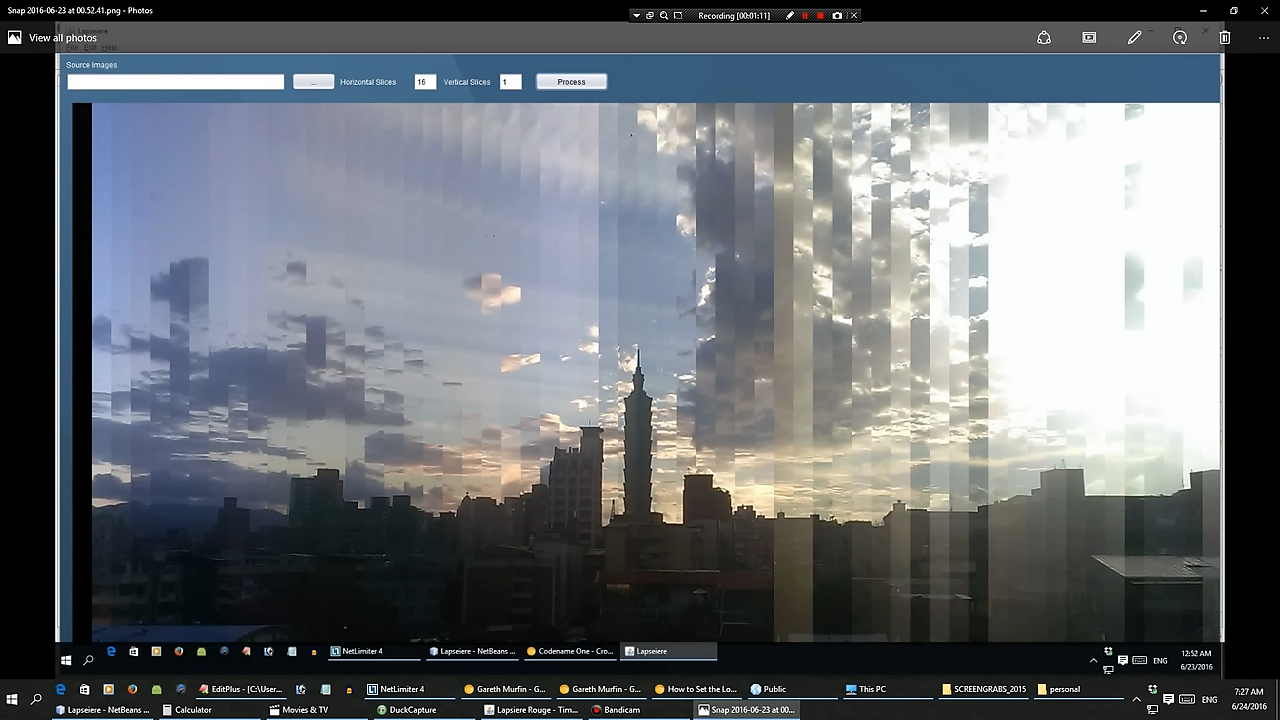 Snap 2016-06-23 at 00.52.41.png - Photos
Recording [00:01:11]
View all photos
Lapseiere
File Edit Help
Source Images
... Horizontal Slices 16 Vertical Slices 1 Process
NetLimiter 4 Lapseiere - NetBeans ... Codename One - Cro... Lapseiere
ENG 12:52 AM
6/23/2016
EditPlus - [C:\User... NetLimiter 4 Gareth Murfin - G... Gareth Murfin - G... How to Set the Lo... Public This PC SCREENGRABS_2015 personal
Lapseiere - NetBeans ... Calculator Movies & TV DuckCapture Lapsiere Rouge - Tim... Bandicam Snap 2016-06-23 at 00...
ENG 7:27 AM
6/24/2016